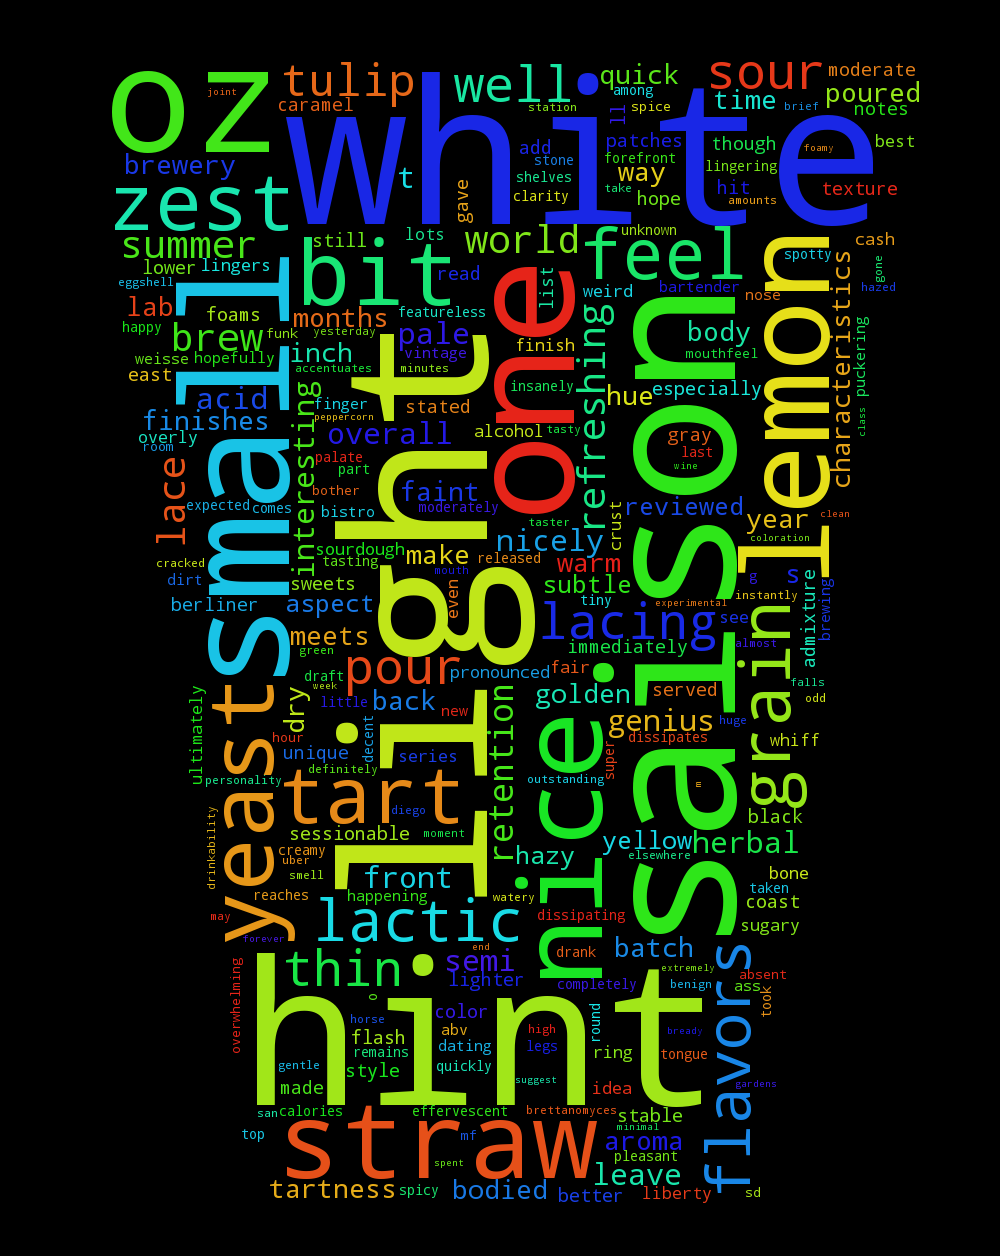 oz
joint
tulip
caramel
white
well
station
quick
among
spice
ll
sour
moderate
time
brief
poured
notes
brewery
zest
t
gave
add
stone
shelves
clarity
patches
forefront
way
take
hope
though
lingering
hit
amounts
foamy
best
texture
summer
lower
lingers
eggshell
still
bit
lots
read
world
feel
unknown
list
weird
bartender
nose
cash
spotty
gone
hazed
lab
happy
foams
brew
funk
weisse
hopefully
east
months
yesterday
inch
accentuates
featureless
pale
vintage
minutes
finish
insanely
one
refreshing
body
mouthfeel
especially
hue
lemon
characteristics
puckering
class
small
acid
finishes
overly
room
finger
peppercorn
stated
overall
alcohol
tasty
gray
last
wine
lace
expected
comes
interesting
palate
part
bother
bistro
faint
moderately
taster
nicely
crust
reviewed
year
clean
coloration
cracked
dirt
berliner
sourdough
tasting
sweets
make
mouth
released
warm
subtle
tiny
experimental
g
s
instantly
admixture
brewing
aspect
even
light
lacing
see
almost
meets
green
draft
week
pour
pronounced
immediately
fair
saison
grain
falls
odd
ultimately
yeast
dry
little
back
new
golden
served
genius
huge
whiff
hour
unique
decent
series
definitely
personality
retention
super
dissipates
outstanding
m
tart
diego
drinkability
sessionable
moment
creamy
uber
smell
hazy
nice
yellow
elsewhere
herbal
black
reaches
front
happening
watery
bone
taken
coast
may
forever
lactic
end
dissipating
drank
batch
sugary
overwhelming
thin
semi
lighter
completely
extremely
benign
absent
ass
took
hint
o
horse
color
flash
abv
remains
dating
gentle
style
quickly
high
legs
suggest
round
ring
bready
tongue
flavors
gardens
made
idea
san
calories
effervescent
brettanomyces
stable
minimal
top
straw
mf
spent
aroma
pleasant
leave
tartness
spicy
bodied
better
liberty
sd